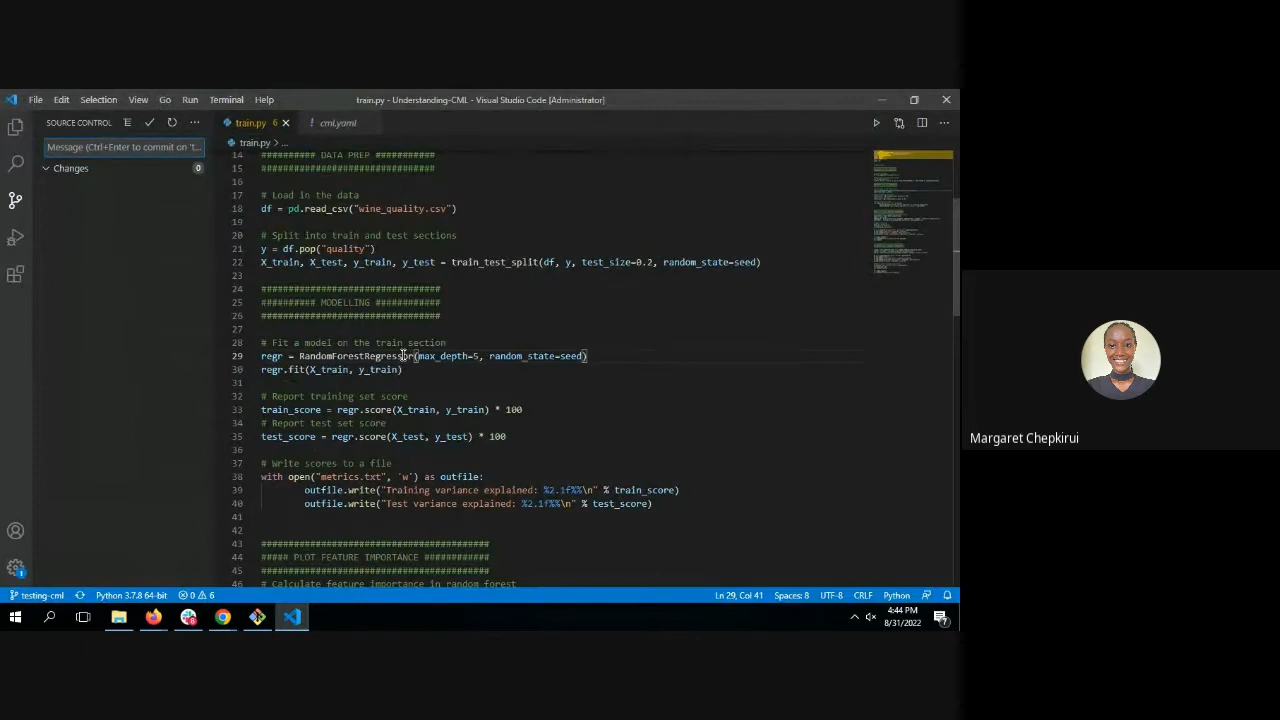 File Edit Selection View Go Run Terminal Help
train.py - Understanding-CML - Visual Studio Code [Administrator]
SOURCE CONTROL
train.py 6
cml.yaml
Message (Ctrl+Enter to commit on 't...
train.py > ...
Changes 0
14 ########## DATA PREP ###########
15 ################################
16
17 # Load in the data
18 df = pd.read_csv("wine_quality.csv")
19
20 # Split into train and test sections
21 y = df.pop("quality")
22 X_train, X_test, y_train, y_test = train_test_split(df, y, test_size=0.2, random_state=seed)
23
24 #################################
25 ########## MODELLING ############
26 #################################
27
28 # Fit a model on the train section
29 regr = RandomForestRegressor(max_depth=5, random_state=seed)
30 regr.fit(X_train, y_train)
31
32 # Report training set score
33 train_score = regr.score(X_train, y_train) * 100
34 # Report test set score
35 test_score = regr.score(X_test, y_test) * 100
36
37 # Write scores to a file
38 with open("metrics.txt", 'w') as outfile:
39 outfile.write("Training variance explained: %2.1f%%\n" % train_score)
40 outfile.write("Test variance explained: %2.1f%%\n" % test_score)
41
42
43 ##########################################
44 ##### PLOT FEATURE IMPORTANCE ############
45 ##########################################
46 # Calculate feature importance in random forest
testing-cml Python 3.7.8 64-bit 0 6 Ln 29, Col 41 Spaces: 8 UTF-8 CRLF Python
4:44 PM
8/31/2022
Margaret Chepkirui